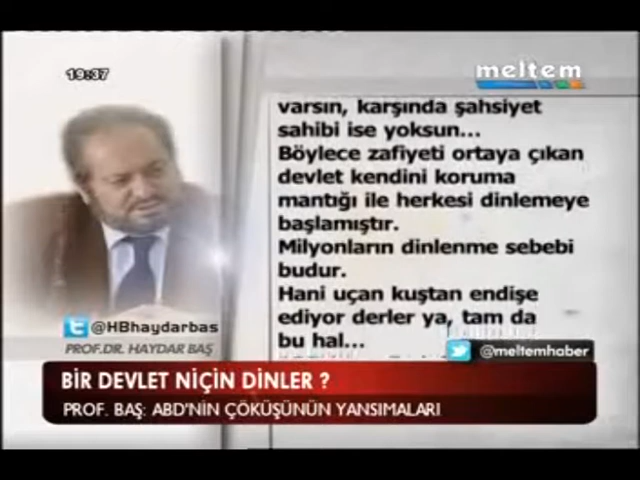 19:37
meltem
varsın, karşında şahsiyet
sahibi ise yoksun...
Böylece zafiyeti ortaya çıkan
devlet kendini koruma
mantığı ile herkesi dinlemeye
başlamıştır.
Milyonların dinlenme sebebi
budur.
Hani uçan kuştan endişe
ediyor derler ya, tam da
bu hal...
@HBhaydarbas
PROF.DR. HAYDAR BAŞ
@meltemhaber
BİR DEVLET NİÇİN DİNLER ?
PROF. BAŞ: ABD'NİN ÇÖKÜŞÜNÜN YANSIMALARI